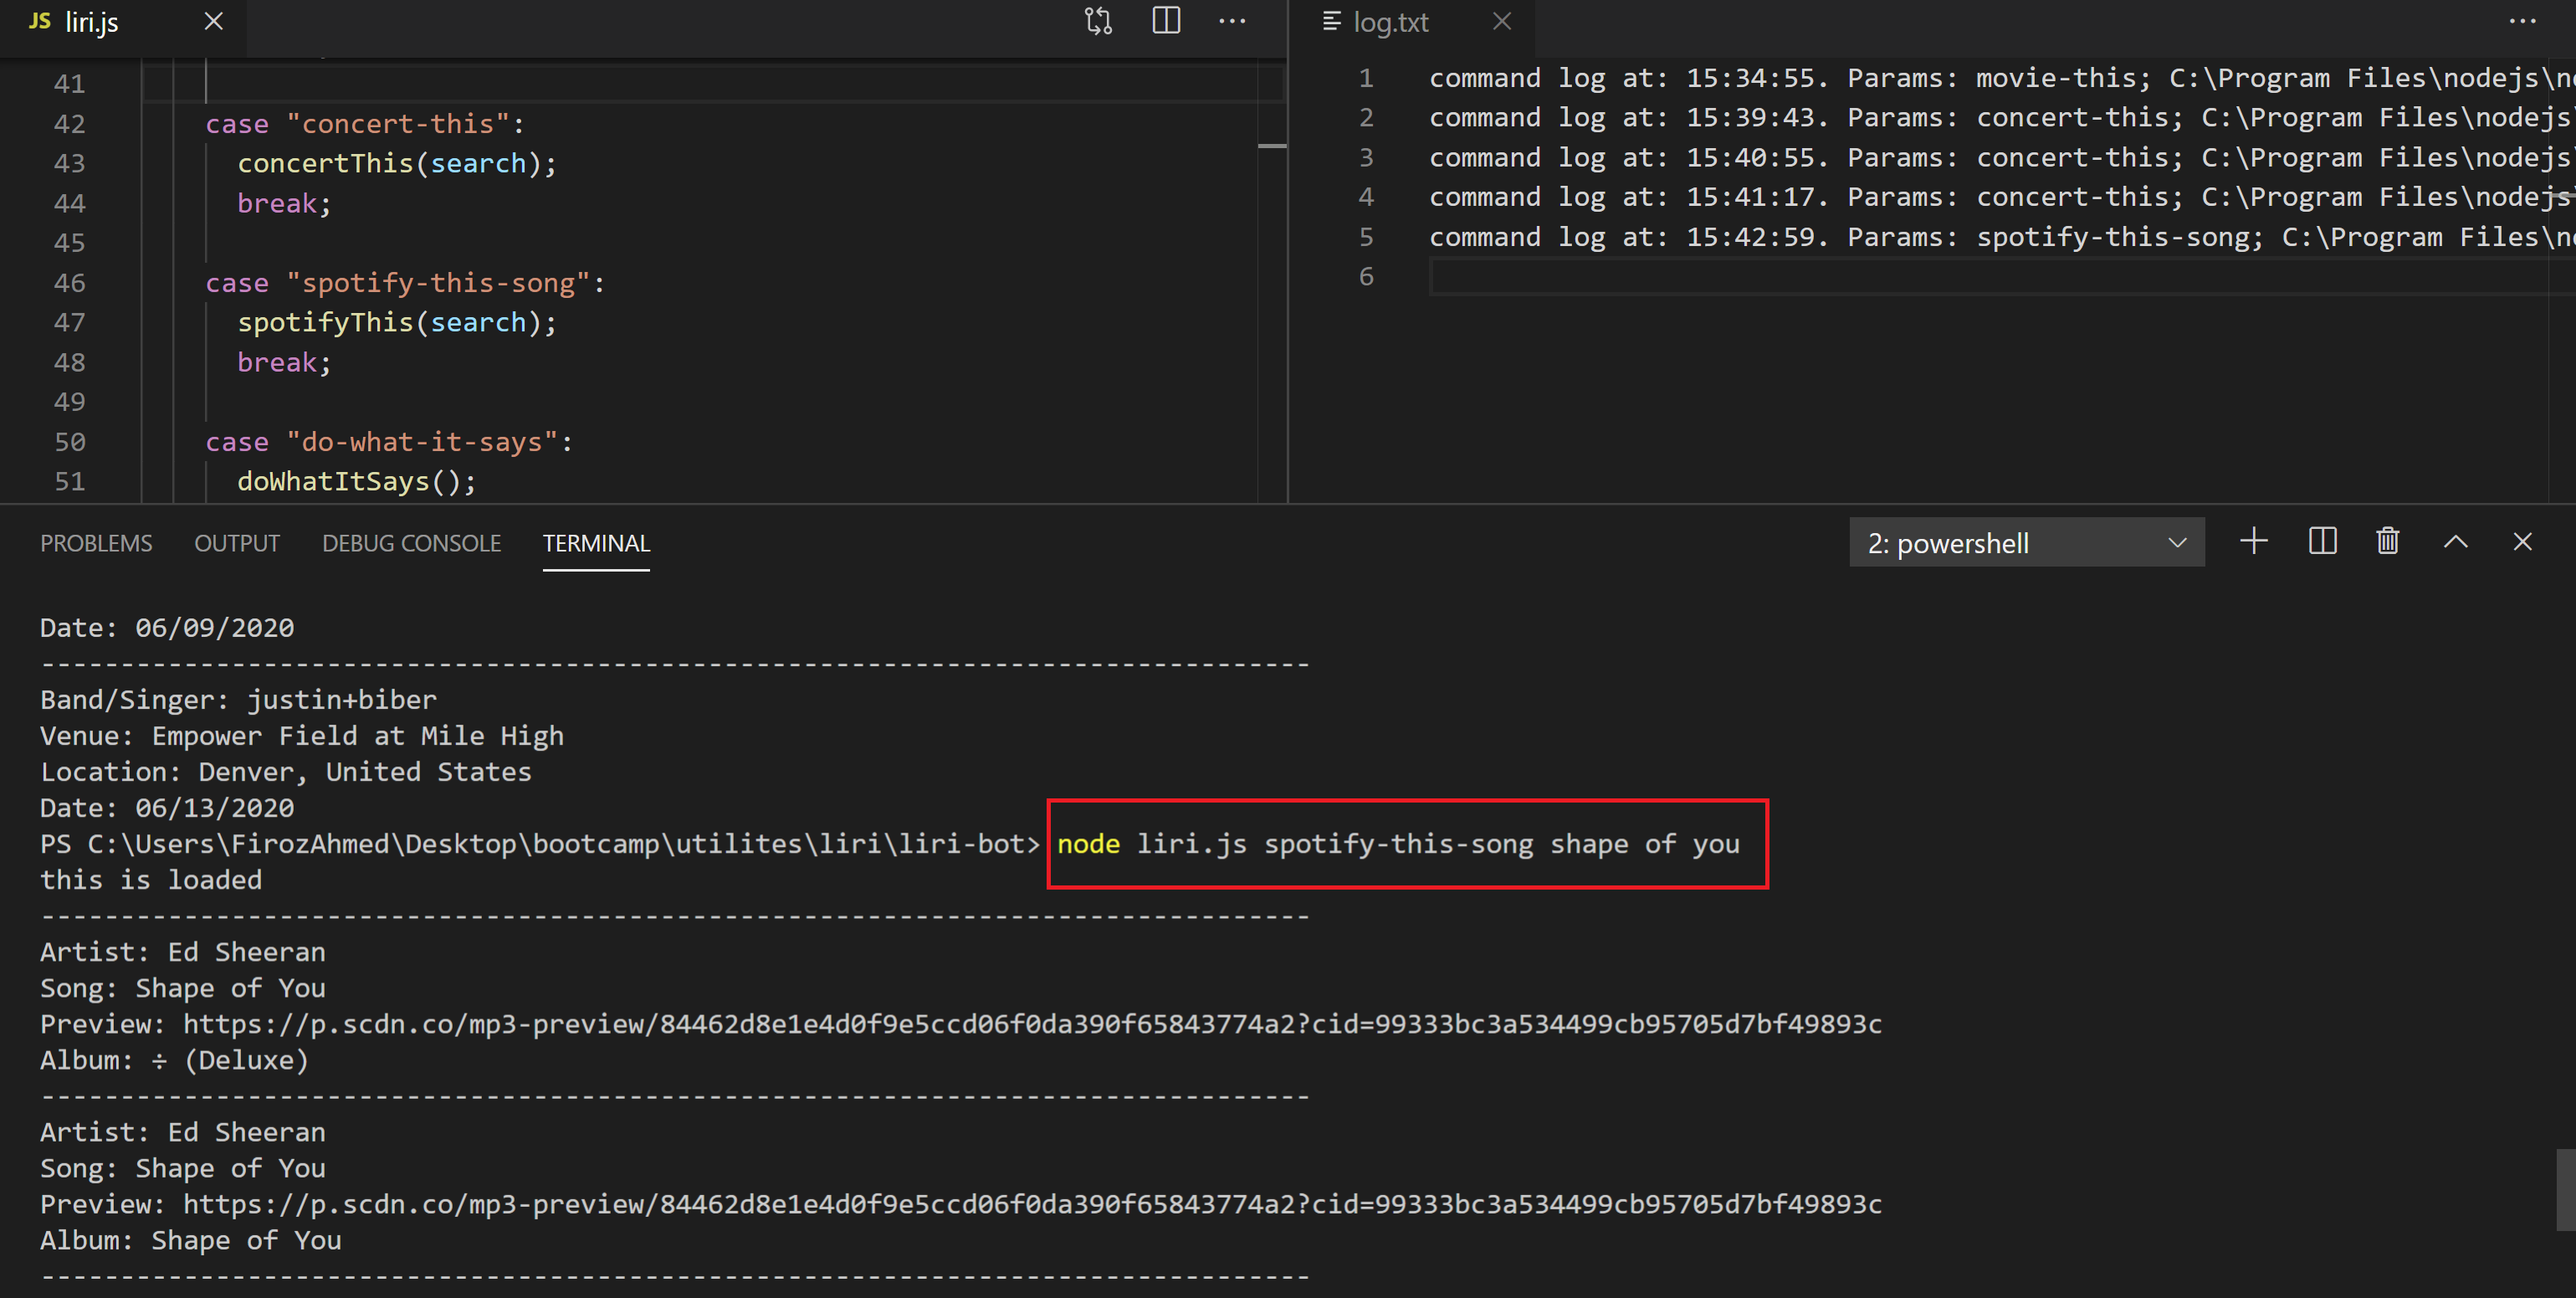 JS liri.js
41
42 case "concert-this":
43 concertThis(search);
44 break;
45
46 case "spotify-this-song":
47 spotifyThis(search);
48 break;
49
50 case "do-what-it-says":
51 doWhatItSays();
log.txt
1 command log at: 15:34:55. Params: movie-this; C:\Program Files\nodejs\n
2 command log at: 15:39:43. Params: concert-this; C:\Program Files\nodejs
3 command log at: 15:40:55. Params: concert-this; C:\Program Files\nodejs
4 command log at: 15:41:17. Params: concert-this; C:\Program Files\nodejs
5 command log at: 15:42:59. Params: spotify-this-song; C:\Program Files\n
6
PROBLEMS OUTPUT DEBUG CONSOLE TERMINAL 2: powershell
Date: 06/09/2020
--------------------------------------------------------------------------------
Band/Singer: justin+biber
Venue: Empower Field at Mile High
Location: Denver, United States
Date: 06/13/2020
PS C:\Users\FirozAhmed\Desktop\bootcamp\utilites\liri\liri-bot> node liri.js spotify-this-song shape of you
this is loaded
--------------------------------------------------------------------------------
Artist: Ed Sheeran
Song: Shape of You
Preview: https://p.scdn.co/mp3-preview/84462d8e1e4d0f9e5ccd06f0da390f65843774a2?cid=99333bc3a534499cb95705d7bf49893c
Album: ÷ (Deluxe)
--------------------------------------------------------------------------------
Artist: Ed Sheeran
Song: Shape of You
Preview: https://p.scdn.co/mp3-preview/84462d8e1e4d0f9e5ccd06f0da390f65843774a2?cid=99333bc3a534499cb95705d7bf49893c
Album: Shape of You
--------------------------------------------------------------------------------